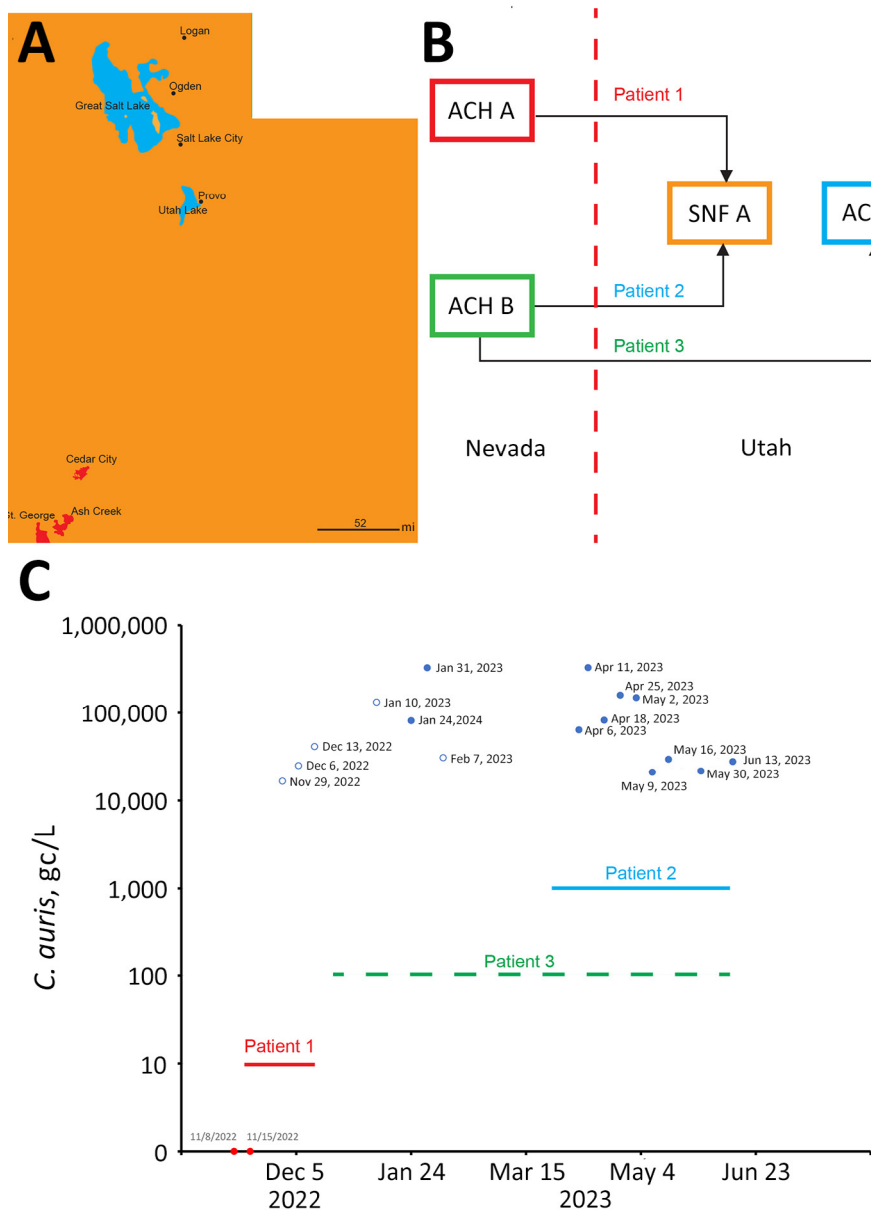 A
Logan
Ogden
Great Salt Lake
Salt Lake City
Provo
Utah Lake
Cedar City
Ash Creek
St. George
52
mi
B
ACH A
Patient 1
SNF A
AC
ACH B
Patient 2
Patient 3
Nevada
Utah
C
C. auris, gc/L
1,000,000
100,000
10,000
1,000
100
10
0
Jan 31, 2023
Apr 11, 2023
Apr 25, 2023
Jan 10, 2023
May 2, 2023
Jan 24,2024
Apr 18, 2023
Apr 6, 2023
Dec 13, 2022
May 16, 2023
Feb 7, 2023
Jun 13, 2023
Dec 6, 2022
May 30, 2023
Nov 29, 2022
May 9, 2023
Patient 2
Patient 3
Patient 1
11/8/2022 11/15/2022
Dec 5 Jan 24 Mar 15 May 4 Jun 23
2022 2023